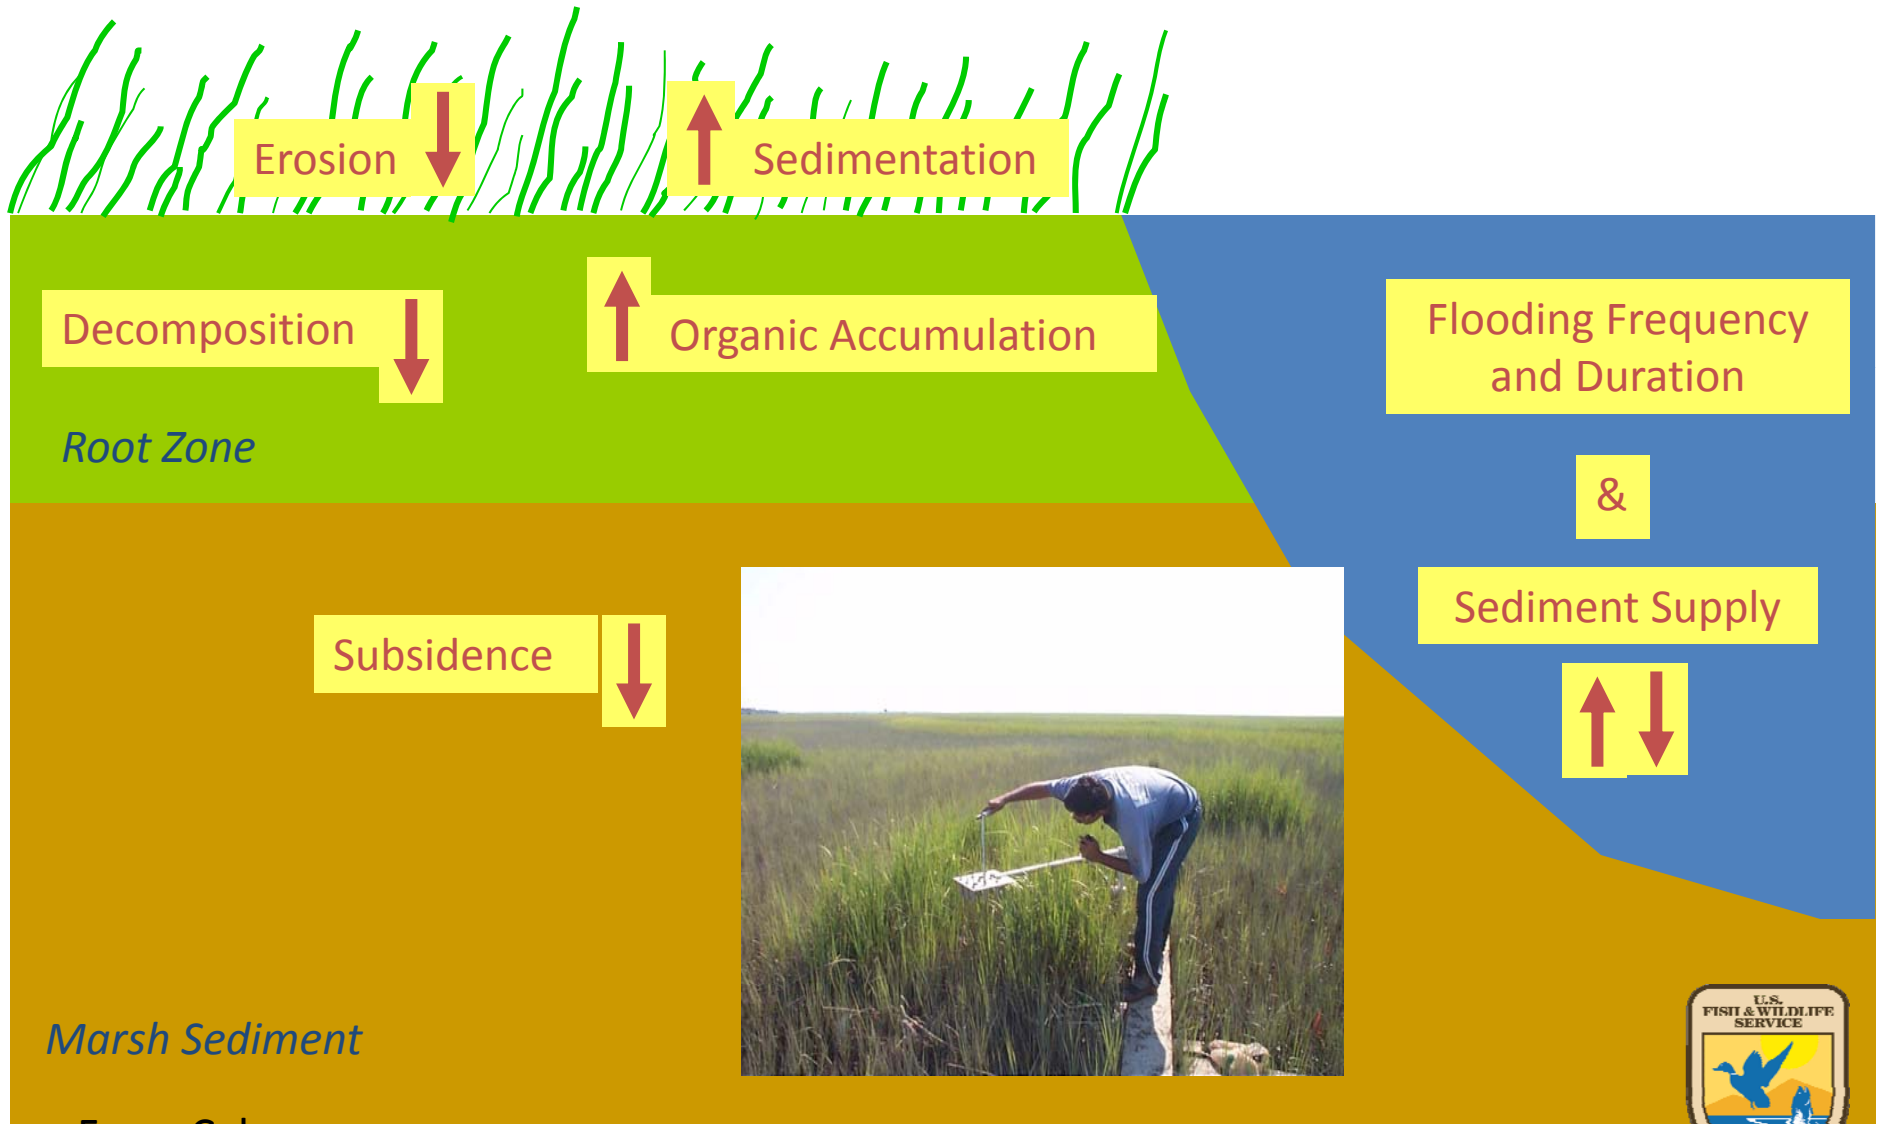 Erosion
Sedimentation
Decomposition
Organic Accumulation
Flooding Frequency
and Duration
Root Zone
&
Sediment Supply
Subsidence
Marsh Sediment
U.S.
FISH & WILDLIFE
SERVICE